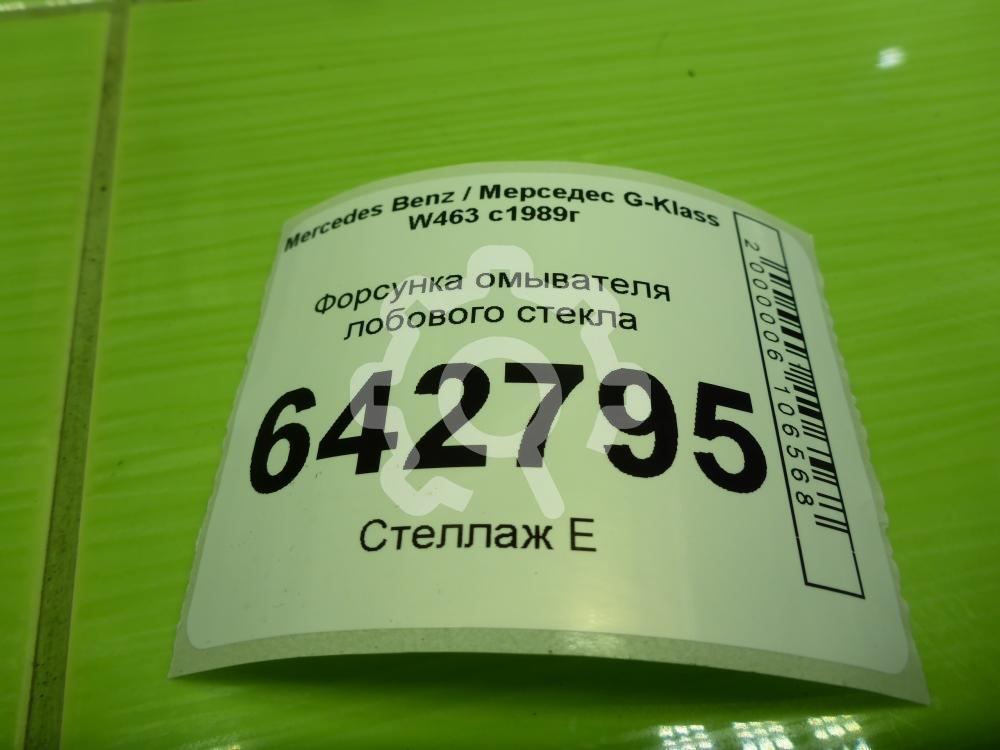 Mercedes Benz / Мерседес G-Klass
W463 с1989г
Форсунка омывателя
лобового стекла
642795
Стеллаж Е
2000006106568